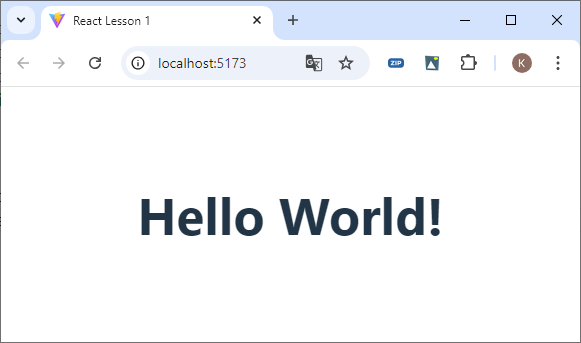 React Lesson 1
localhost:5173
ZIP
K
Hello World!